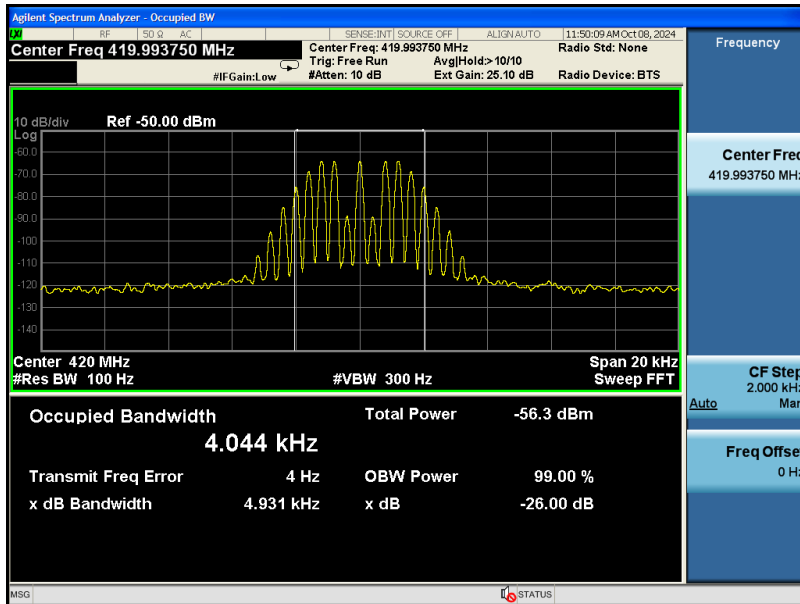 Agilent Spectrum Analyzer - Occupied BW
LXI RF 50 Ω AC SENSE:INT SOURCE OFF ALIGN AUTO 11:50:09 AM Oct 08, 2024
Center Freq 419.993750 MHz
Center Freq: 419.993750 MHz Radio Std: None
Trig: Free Run Avg|Hold:>10/10
#IFGain:Low #Atten: 10 dB Ext Gain: 25.10 dB Radio Device: BTS
10 dB/div Ref -50.00 dBm
Log
-60.0
-70.0
-80.0
-90.0
-100
-110
-120
-130
-140
Center 420 MHz Span 20 kHz
#Res BW 100 Hz #VBW 300 Hz Sweep FFT
Occupied Bandwidth Total Power -56.3 dBm
4.044 kHz
Transmit Freq Error 4 Hz OBW Power 99.00 %
x dB Bandwidth 4.931 kHz x dB -26.00 dB
Frequency
Center Freq
419.993750 MHz
CF Step
2.000 kHz
Auto Man
Freq Offset
0 Hz
MSG STATUS